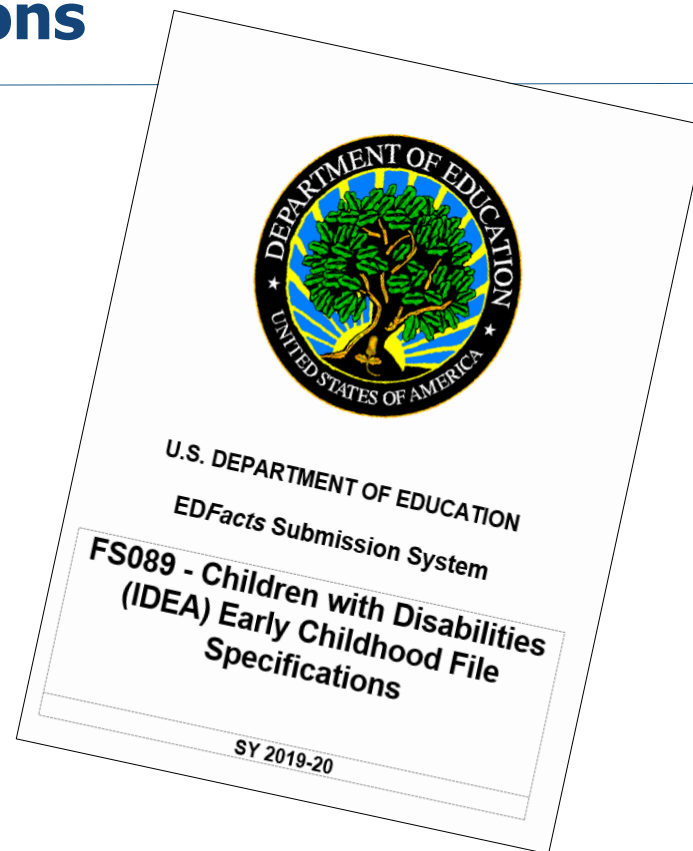 ons
DEPARTMENT OF EDUCATION
UNITED STATES OF AMERICA
U.S. DEPARTMENT OF EDUCATION
EDFacts Submission System
FS089 - Children with Disabilities
(IDEA) Early Childhood File
Specifications
SY 2019-20